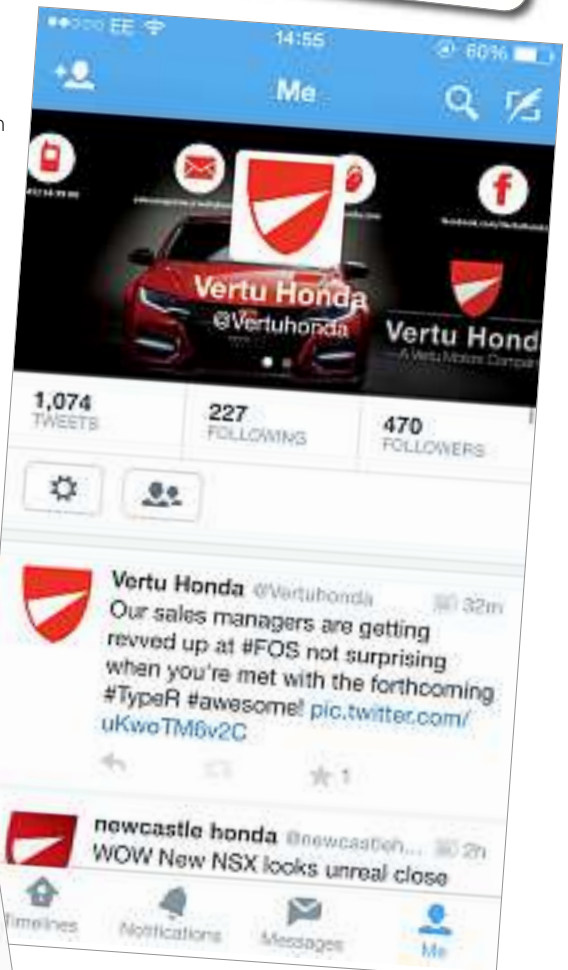 EE 14:55 60%
Me
Vertu Honda
@Vertuhonda
Vertu Hond
A Vertu Motors Company
1,074
TWEETS
227
FOLLOWING
470
FOLLOWERS
Vertu Honda @Vertuhonda 32m
Our sales managers are getting
revved up at #FOS not surprising
when you're met with the forthcoming
#TypeR #awesome! pic.twitter.com/
uKwoTM6v2C
1
newcastle honda @newcastleh... 2h
WOW New NSX looks unreal close
Timelines
Notifications
Messages
Me